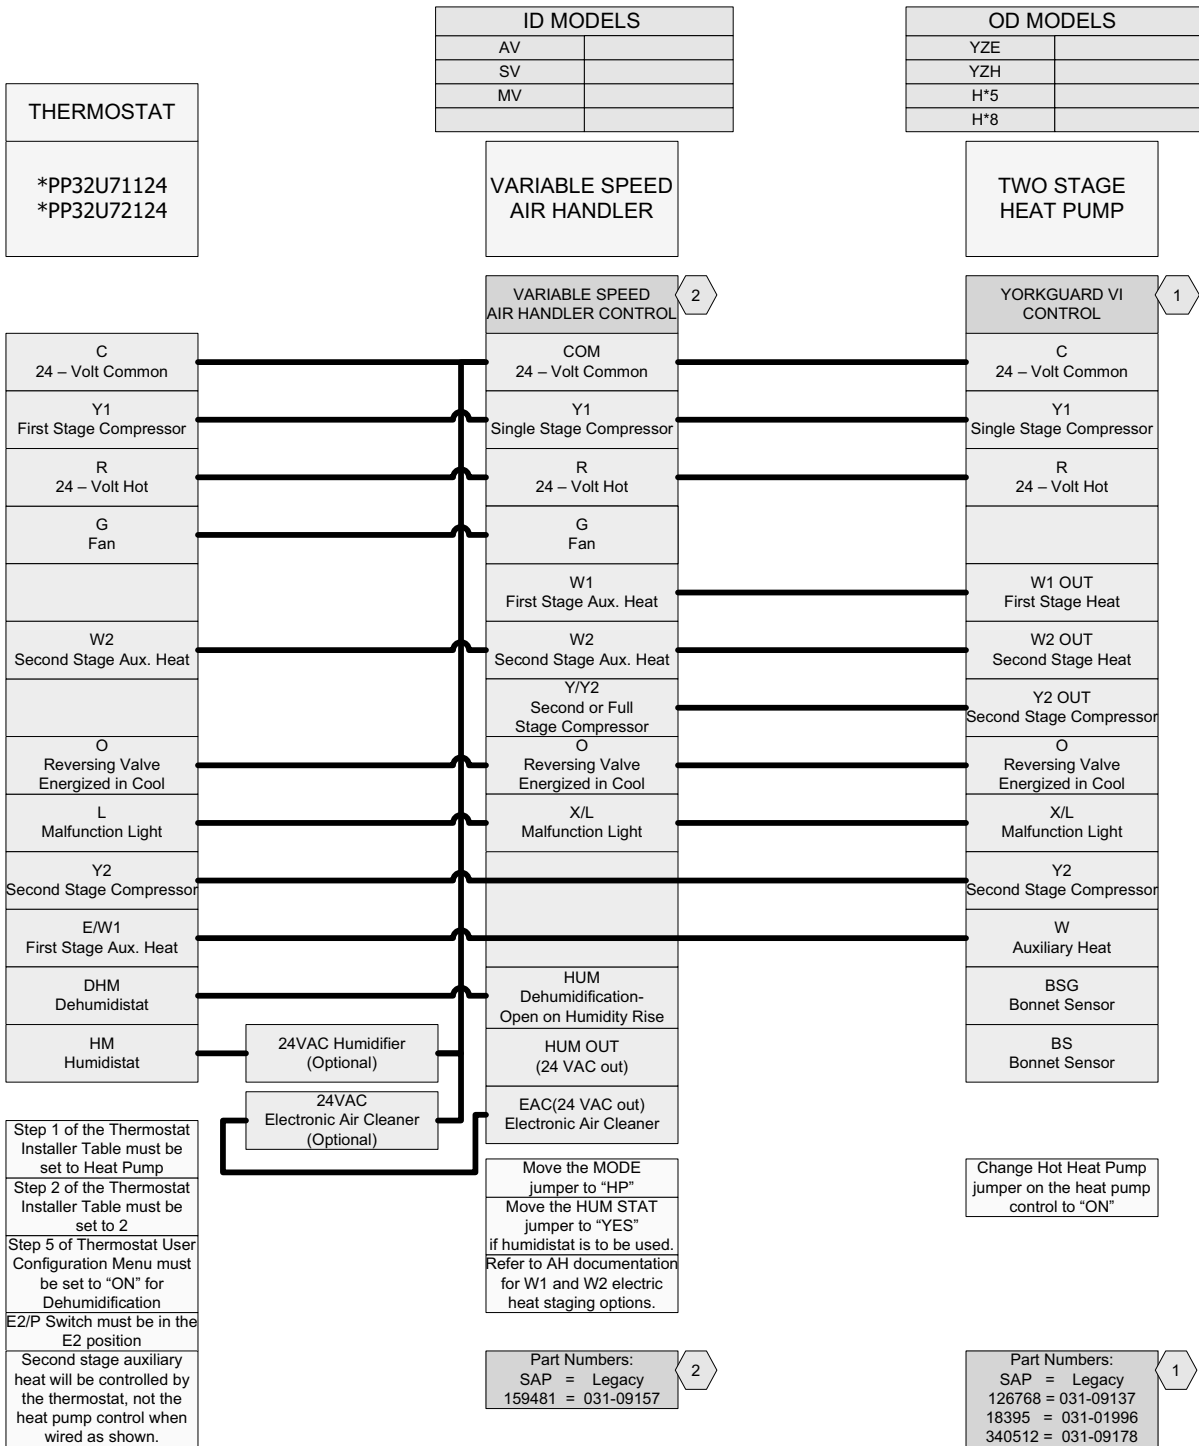 ID MODELS
AV
SV
MV
OD MODELS
YZE
YZH
H*5
H*8
THERMOSTAT
*PP32U71124
*PP32U72124
VARIABLE SPEED
AIR HANDLER
TWO STAGE
HEAT PUMP
VARIABLE SPEED
AIR HANDLER CONTROL
2
YORKGUARD VI
CONTROL
1
C
24 – Volt Common
COM
24 – Volt Common
C
24 – Volt Common
Y1
First Stage Compressor
Y1
Single Stage Compressor
Y1
Single Stage Compressor
R
24 – Volt Hot
R
24 – Volt Hot
R
24 – Volt Hot
G
Fan
G
Fan
W1
First Stage Aux. Heat
W1 OUT
First Stage Heat
W2
Second Stage Aux. Heat
W2
Second Stage Aux. Heat
W2 OUT
Second Stage Heat
Y/Y2
Second or Full
Stage Compressor
Y2 OUT
Second Stage Compressor
O
Reversing Valve
Energized in Cool
O
Reversing Valve
Energized in Cool
O
Reversing Valve
Energized in Cool
L
Malfunction Light
X/L
Malfunction Light
X/L
Malfunction Light
Y2
Second Stage Compressor
Y2
Second Stage Compressor
E/W1
First Stage Aux. Heat
W
Auxiliary Heat
DHM
Dehumidistat
HUM
Dehumidification-
Open on Humidity Rise
BSG
Bonnet Sensor
HM
Humidistat
24VAC Humidifier
(Optional)
HUM OUT
(24 VAC out)
BS
Bonnet Sensor
24VAC
Electronic Air Cleaner
(Optional)
EAC(24 VAC out)
Electronic Air Cleaner
Step 1 of the Thermostat
Installer Table must be
set to Heat Pump
Step 2 of the Thermostat
Installer Table must be
set to 2
Step 5 of Thermostat User
Configuration Menu must
be set to “ON” for
Dehumidification
E2/P Switch must be in the
E2 position
Second stage auxiliary
heat will be controlled by
the thermostat, not the
heat pump control when
wired as shown.
Move the MODE
jumper to “HP”
Move the HUM STAT
jumper to “YES”
if humidistat is to be used.
Refer to AH documentation
for W1 and W2 electric
heat staging options.
Change Hot Heat Pump
jumper on the heat pump
control to “ON”
Part Numbers:
SAP = Legacy
159481 = 031-09157
2
Part Numbers:
SAP = Legacy
126768 = 031-09137
18395 = 031-01996
340512 = 031-09178
1